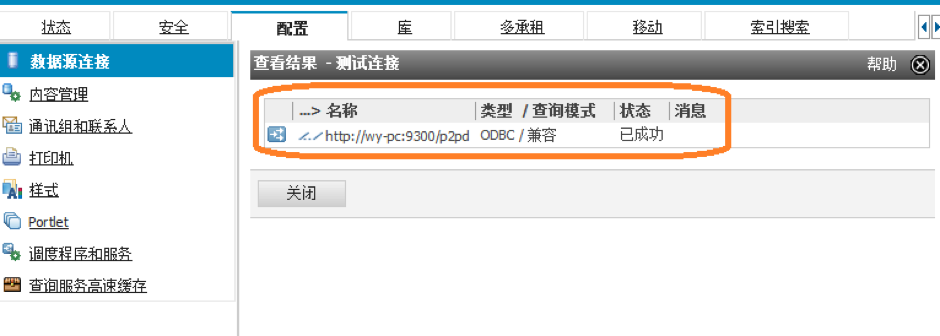 状态 安全 配置 库 多承租 移动 索引搜索
数据源连接
内容管理
通讯组和联系人
打印机
样式
Portlet
调度程序和服务
查询服务高速缓存
查看结果 - 测试连接 帮助
...> 名称 类型 / 查询模式 状态 消息
../../http://wy-pc:9300/p2pd ODBC / 兼容 已成功
关闭